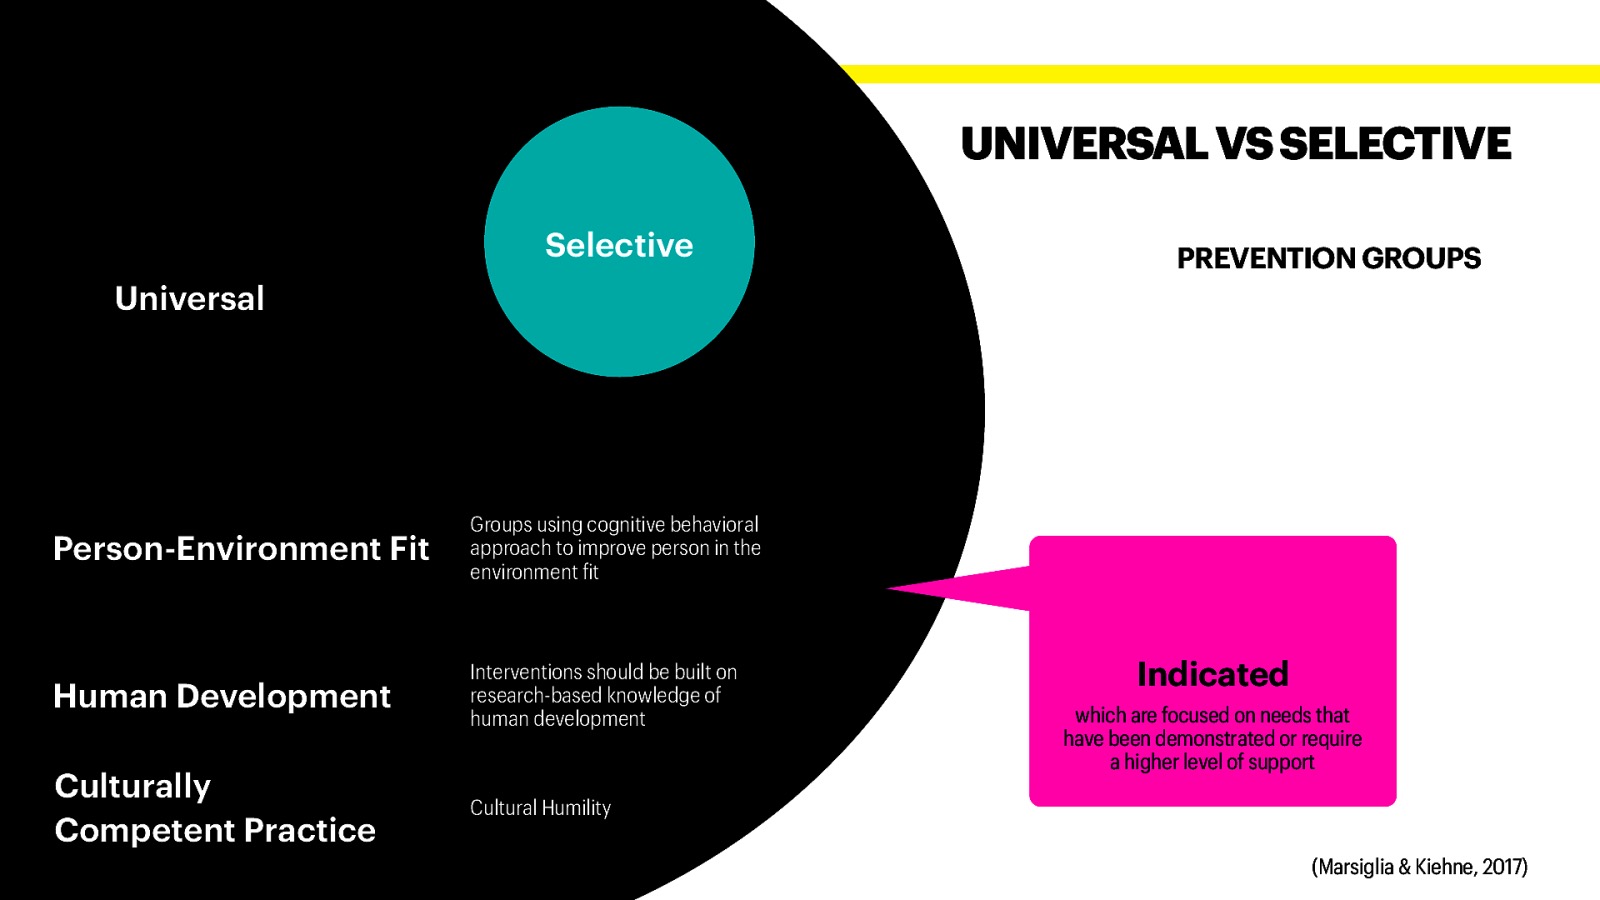 UNIVERSAL VS SELECTIVE
PREVENTION GROUPS
Selective
Universal
Person-Environment Fit
Groups using cognitive behavioral
approach to improve person in the
environment fit
Human Development
Interventions should be built on
research-based knowledge of
human development
Culturally
Competent Practice
Cultural Humility
Indicated
which are focused on needs that
have been demonstrated or require
a higher level of support
(Marsiglia & Kiehne, 2017)